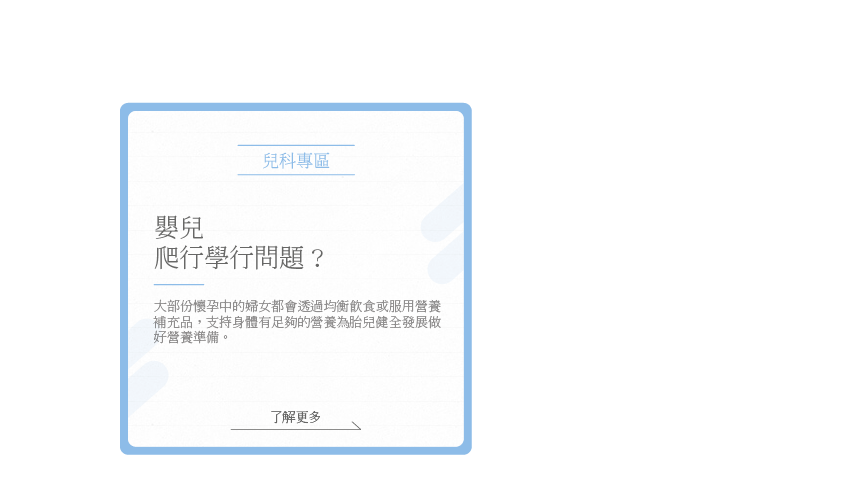 兒科專區
嬰兒
爬行學行問題？
大部份懷孕中的婦女都會透過均衡飲食或服用營養
補充品，支持身體有足夠的營養為胎兒健全發展做
好營養準備。
了解更多